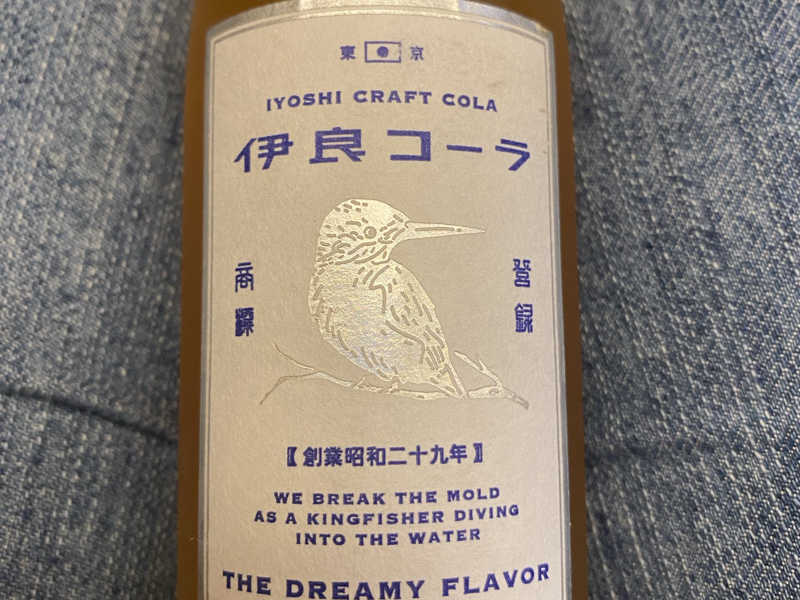 東京
IYOSHI CRAFT COLA
伊良コーラ
商標
登録
【創業昭和二十九年】
WE BREAK THE MOLD
AS A KINGFISHER DIVING
INTO THE WATER
THE DREAMY FLAVOR